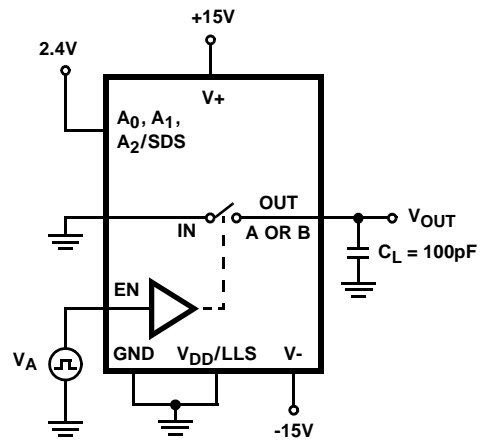 +15V
2.4V
V+
A0, A1,
A2/SDS
OUT
IN
A OR B
VOUT
CL = 100pF
EN
VA
GND
VDD/LLS
V-
-15V